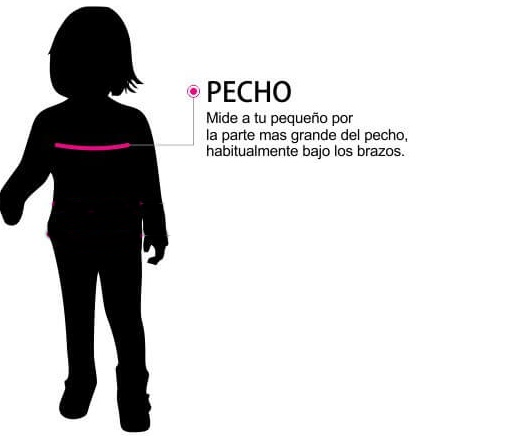 PECHO
Mide a tu pequeño por
la parte mas grande del pecho,
habitualmente bajo los brazos.